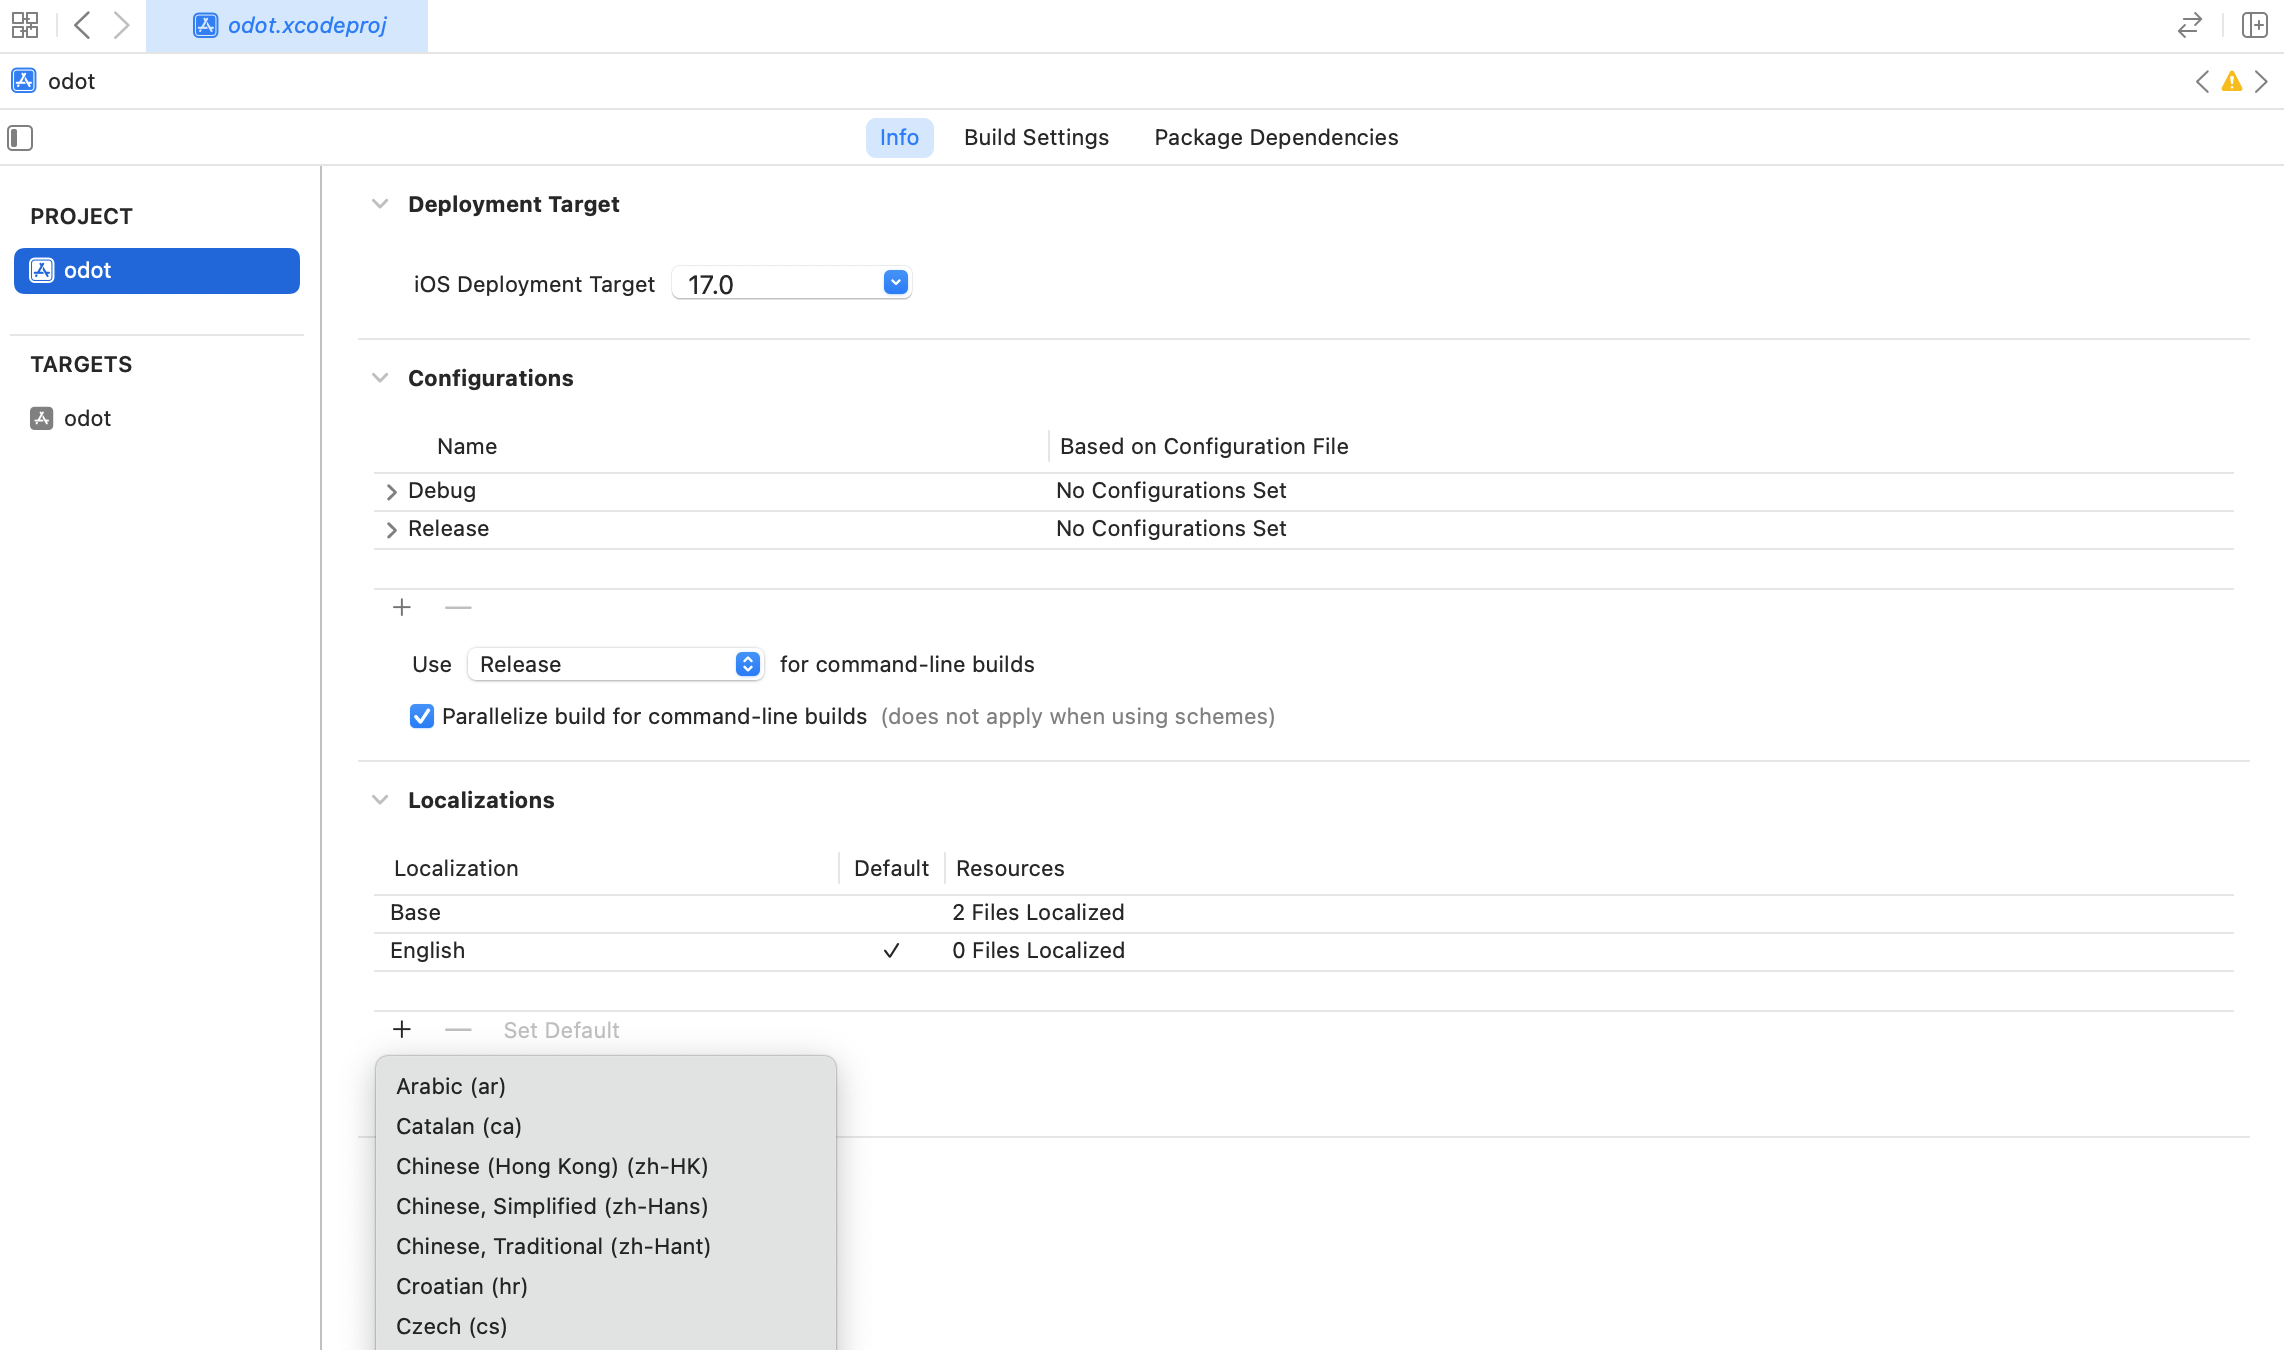 odot.xcodeproj
odot
Info Build Settings Package Dependencies
PROJECT
odot
TARGETS
odot
Deployment Target
iOS Deployment Target 17.0
Configurations
Name Based on Configuration File
Debug No Configurations Set
Release No Configurations Set
Use Release for command-line builds
Parallelize build for command-line builds (does not apply when using schemes)
Localizations
Localization Default Resources
Base 2 Files Localized
English 0 Files Localized
Set Default
Arabic (ar)
Catalan (ca)
Chinese (Hong Kong) (zh-HK)
Chinese, Simplified (zh-Hans)
Chinese, Traditional (zh-Hant)
Croatian (hr)
Czech (cs)